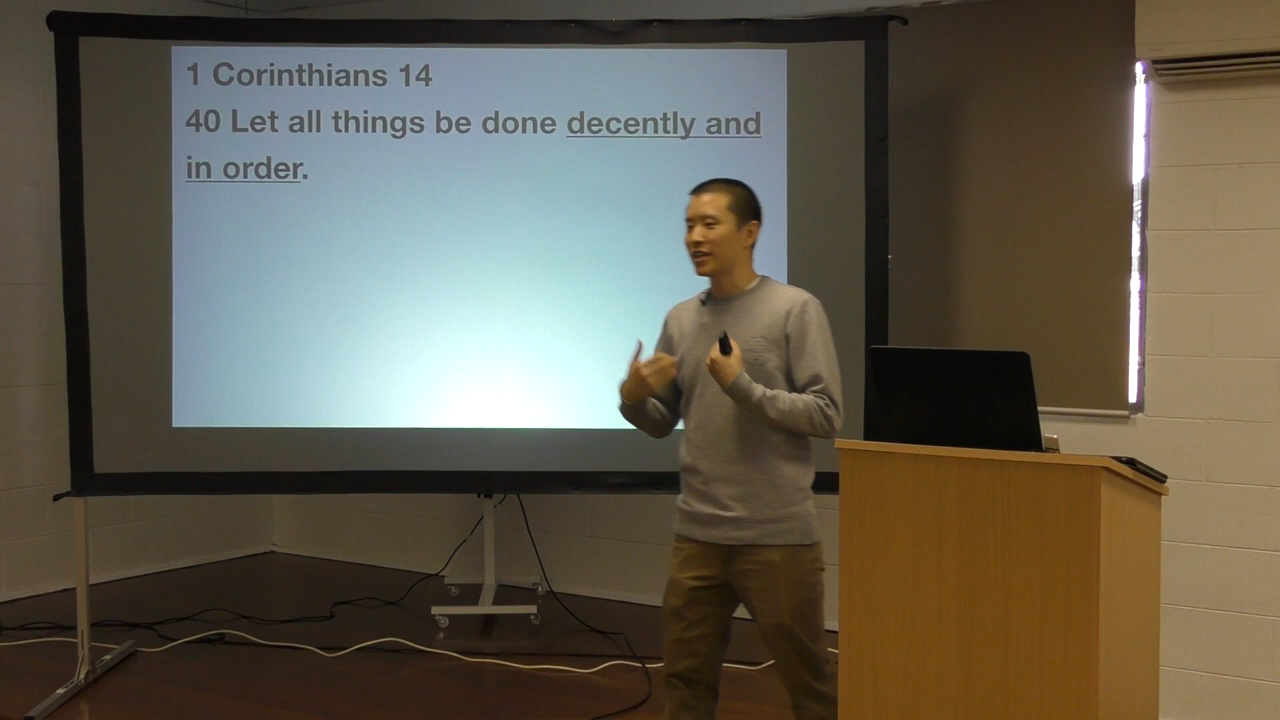 1 Corinthians 14
40 Let all things be done decently and
in order.